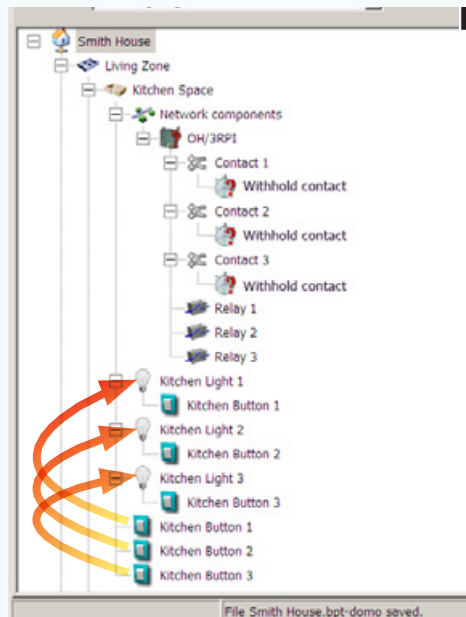 Smith House
Living Zone
Kitchen Space
Network components
OH/3RPI
Contact 1
Withhold contact
Contact 2
Withhold contact
Contact 3
Withhold contact
Relay 1
Relay 2
Relay 3
Kitchen Light 1
Kitchen Button 1
Kitchen Light 2
Kitchen Button 2
Kitchen Light 3
Kitchen Button 3
Kitchen Button 1
Kitchen Button 2
Kitchen Button 3
File Smith House.bpt-domo saved.